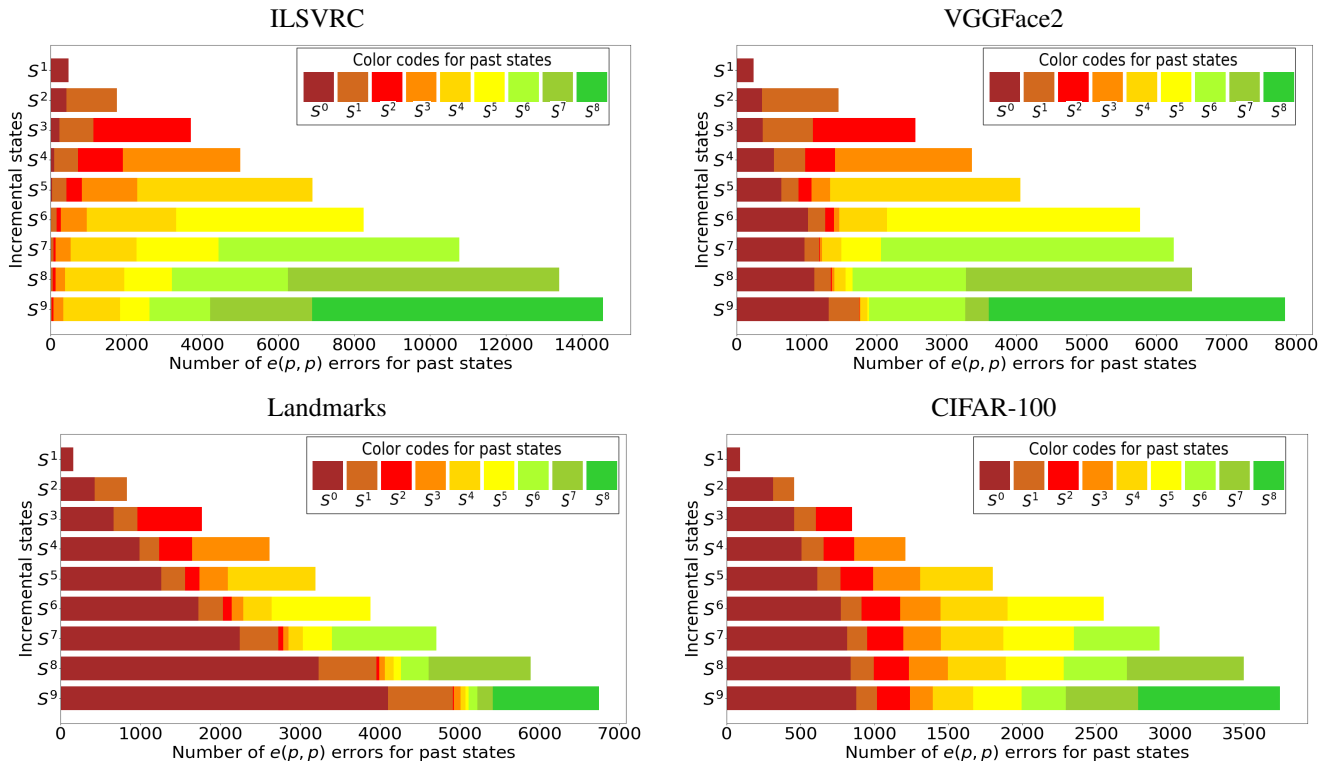 ILSVRC
Color codes for past states
S⁰ S¹ S² S³ S⁴ S⁵ S⁶ S⁷ S⁸
Incremental states
S¹
S²
S³
S⁴
S⁵
S⁶
S⁷
S⁸
S⁹
0 2000 4000 6000 8000 10000 12000 14000
Number of e(p, p) errors for past states
VGGFace2
Color codes for past states
S⁰ S¹ S² S³ S⁴ S⁵ S⁶ S⁷ S⁸
Incremental states
S¹
S²
S³
S⁴
S⁵
S⁶
S⁷
S⁸
S⁹
0 1000 2000 3000 4000 5000 6000 7000 8000
Number of e(p, p) errors for past states
Landmarks
Color codes for past states
S⁰ S¹ S² S³ S⁴ S⁵ S⁶ S⁷ S⁸
Incremental states
S¹
S²
S³
S⁴
S⁵
S⁶
S⁷
S⁸
S⁹
0 1000 2000 3000 4000 5000 6000 7000
Number of e(p, p) errors for past states
CIFAR-100
Color codes for past states
S⁰ S¹ S² S³ S⁴ S⁵ S⁶ S⁷ S⁸
Incremental states
S¹
S²
S³
S⁴
S⁵
S⁶
S⁷
S⁸
S⁹
0 500 1000 1500 2000 2500 3000 3500
Number of e(p, p) errors for past states